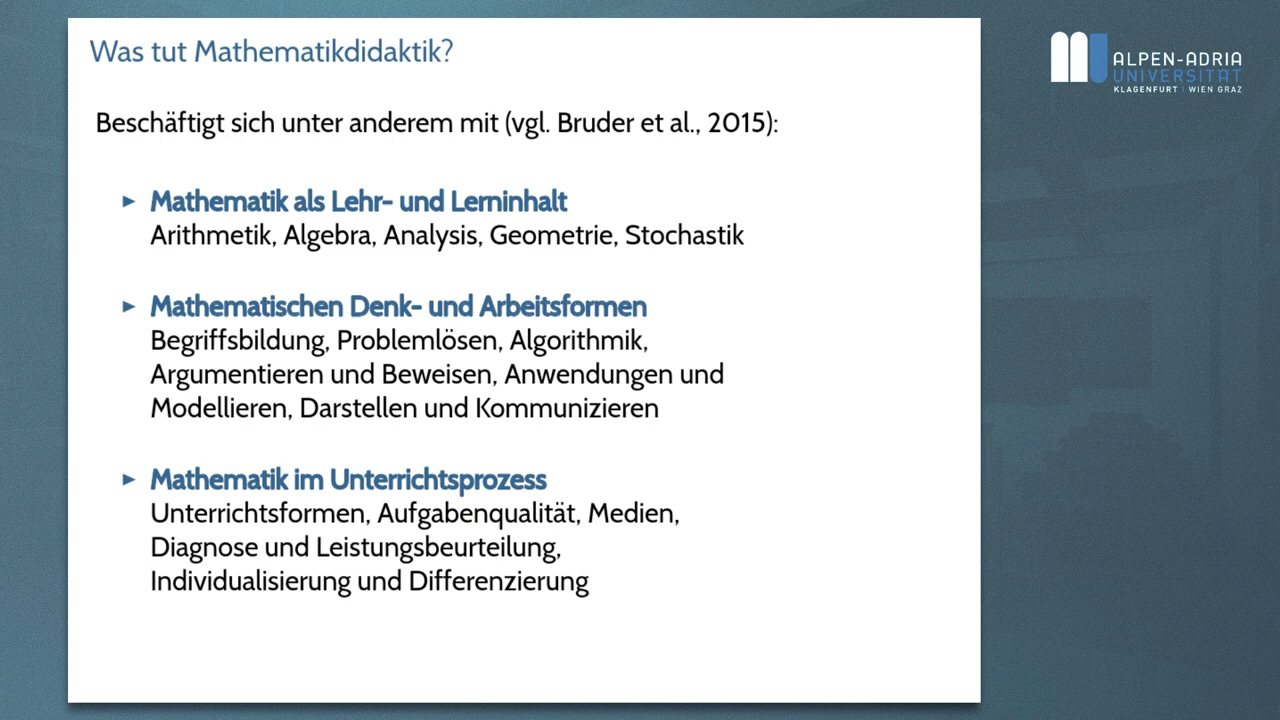 Was tut Mathematikdidaktik?
ALPEN-ADRIA
UNIVERSITÄT
KLAGENFURT | WIEN GRAZ
Beschäftigt sich unter anderem mit (vgl. Bruder et al., 2015):
► Mathematik als Lehr- und Lerninhalt
Arithmetik, Algebra, Analysis, Geometrie, Stochastik
► Mathematischen Denk- und Arbeitsformen
Begriffsbildung, Problemlösen, Algorithmik,
Argumentieren und Beweisen, Anwendungen und
Modellieren, Darstellen und Kommunizieren
► Mathematik im Unterrichtsprozess
Unterrichtsformen, Aufgabenqualität, Medien,
Diagnose und Leistungsbeurteilung,
Individualisierung und Differenzierung